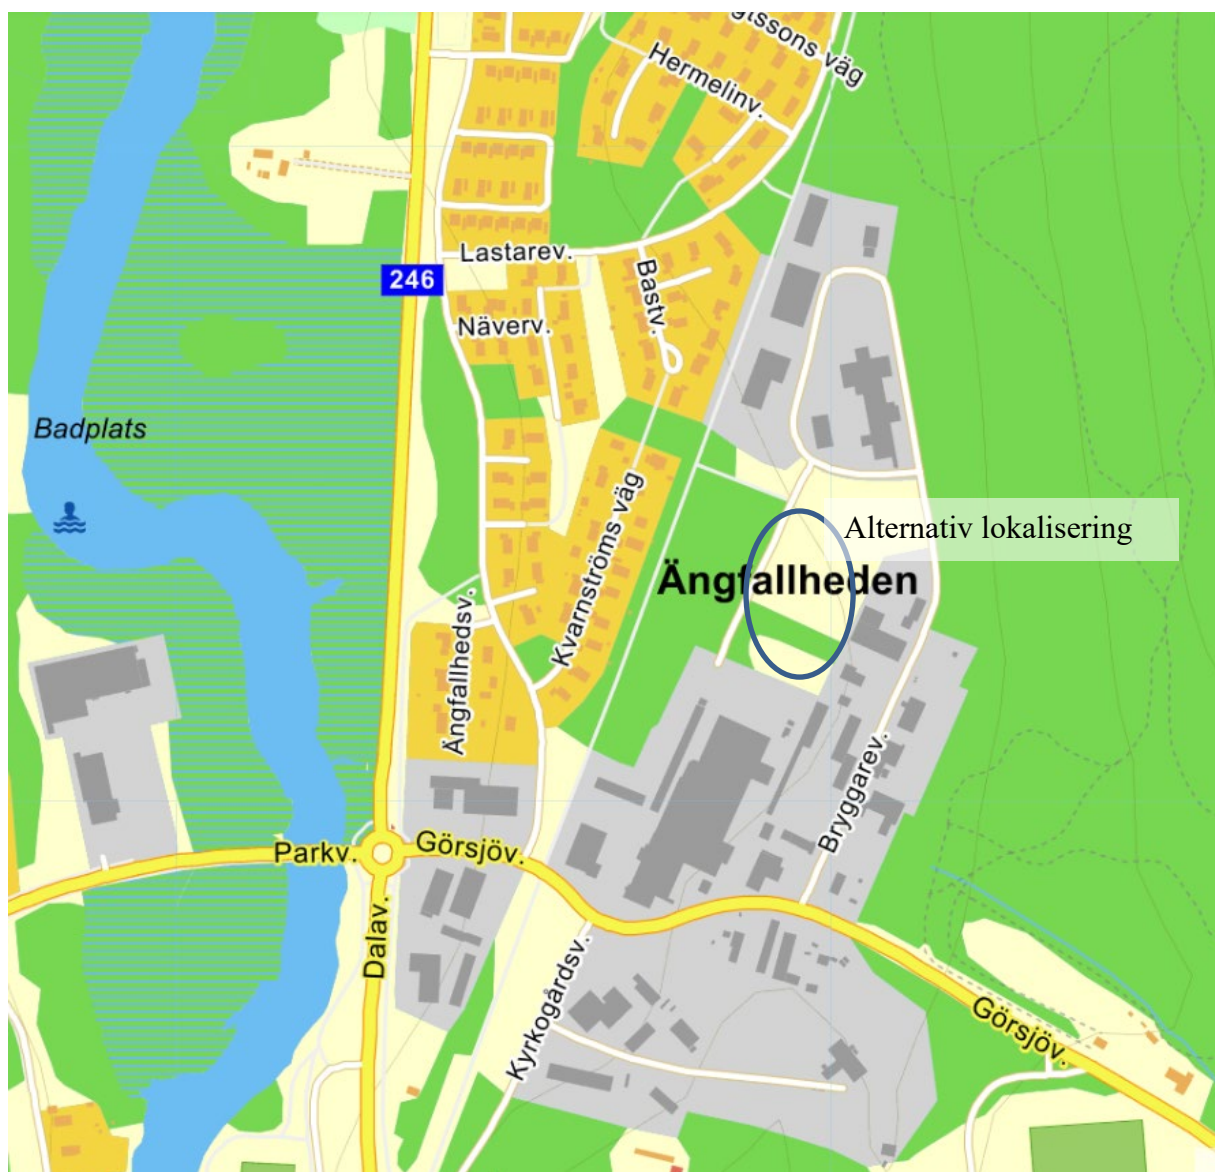 gtssons väg
Hermelinv.
Lastarev.
246
Bastv.
Näverv.
Badplats
Kvarnströms väg
Alternativ lokalisering
Ängfallheden
Ängfallhedsv.
Bryggarev.
Parkv.
Görsjöv.
Dalav.
Kyrkogårdsv.
Görsjöv.